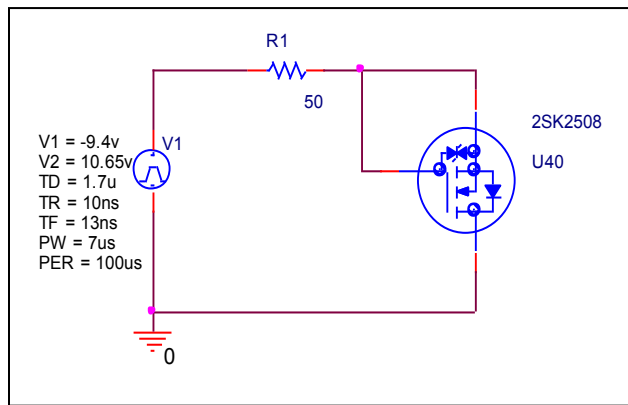 R1
50
2SK2508
U40
V1
V1 = -9.4v
V2 = 10.65v
TD = 1.7u
TR = 10ns
TF = 13ns
PW = 7us
PER = 100us
0